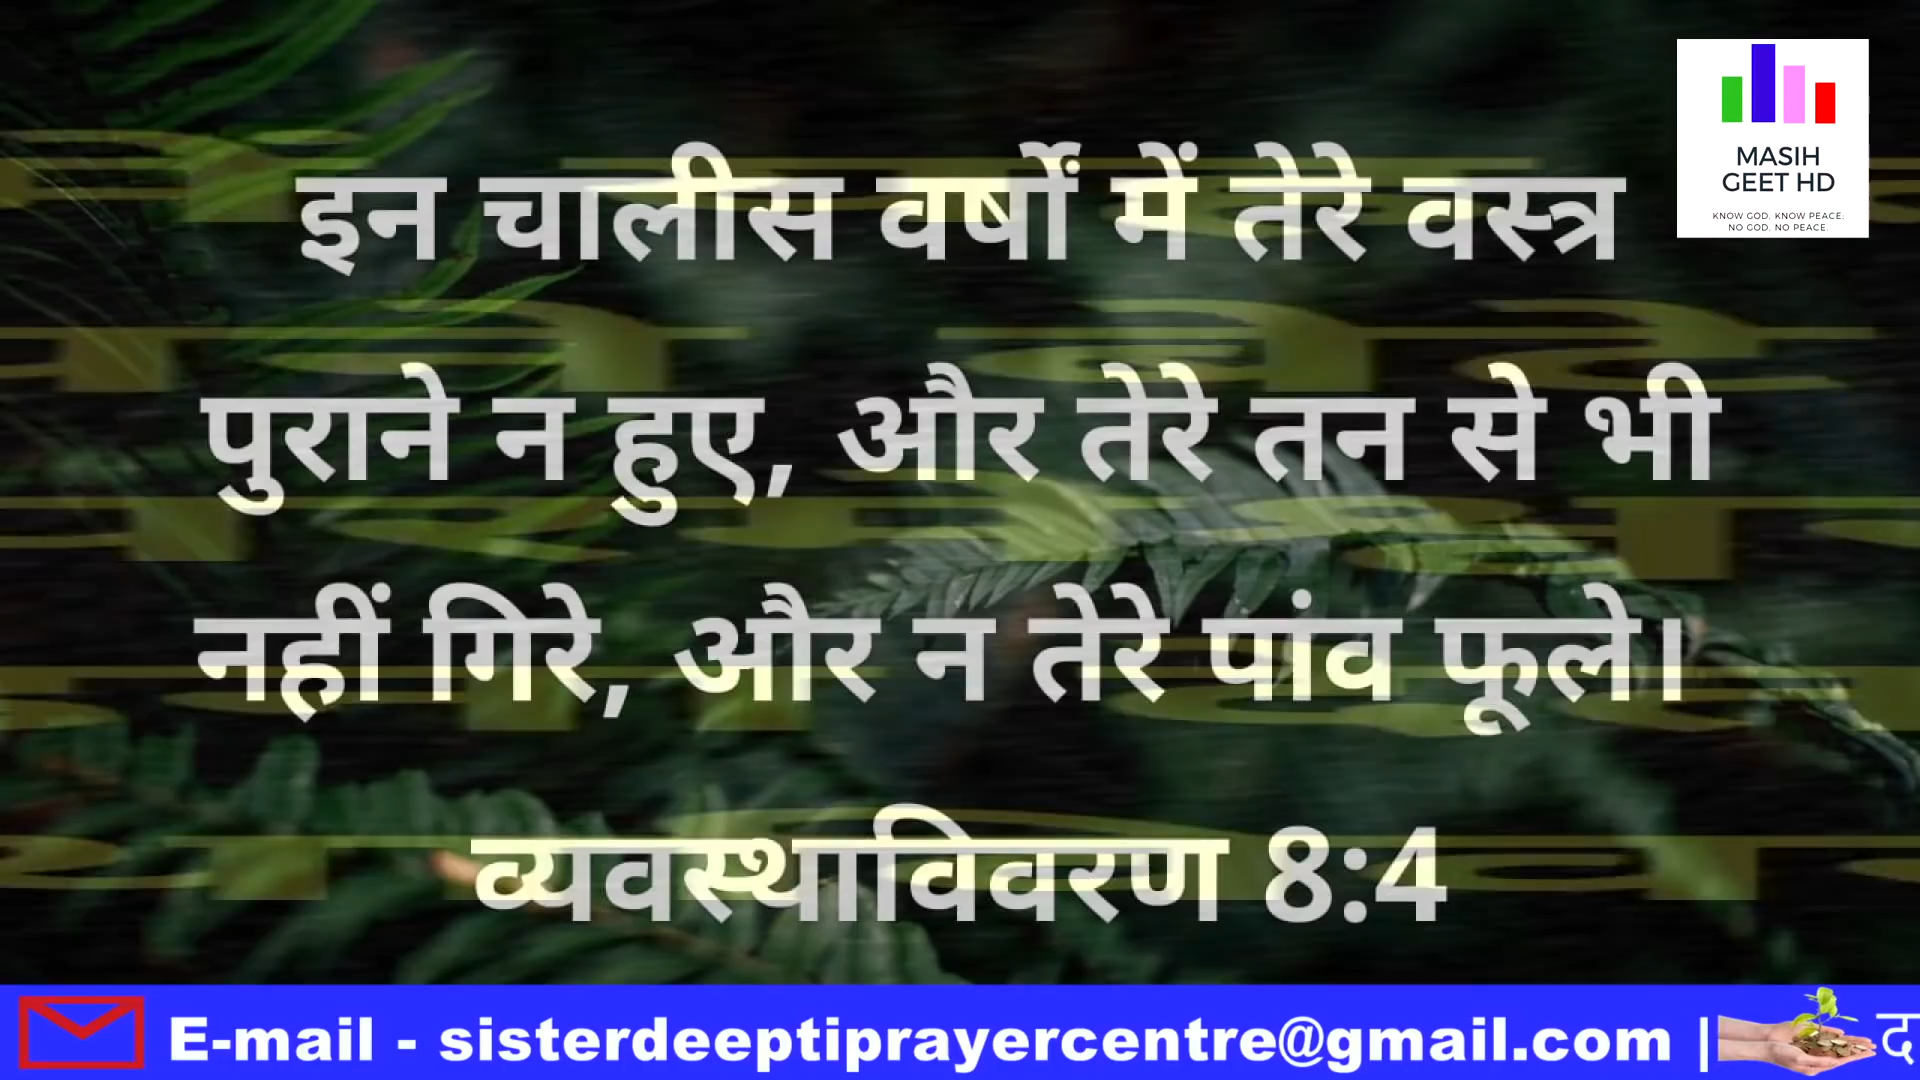 इन चालीस वर्षों में तेरे वस्त्र
पुराने न हुए, और तेरे तन से भी
नहीं गिरे, और न तेरे पांव फूले।
व्यवस्थाविवरण 8:4
MASIH
GEET HD
KNOW GOD. KNOW PEACE.
NO GOD. NO PEACE.
E-mail - sisterdeeptiprayercentre@gmail.com |